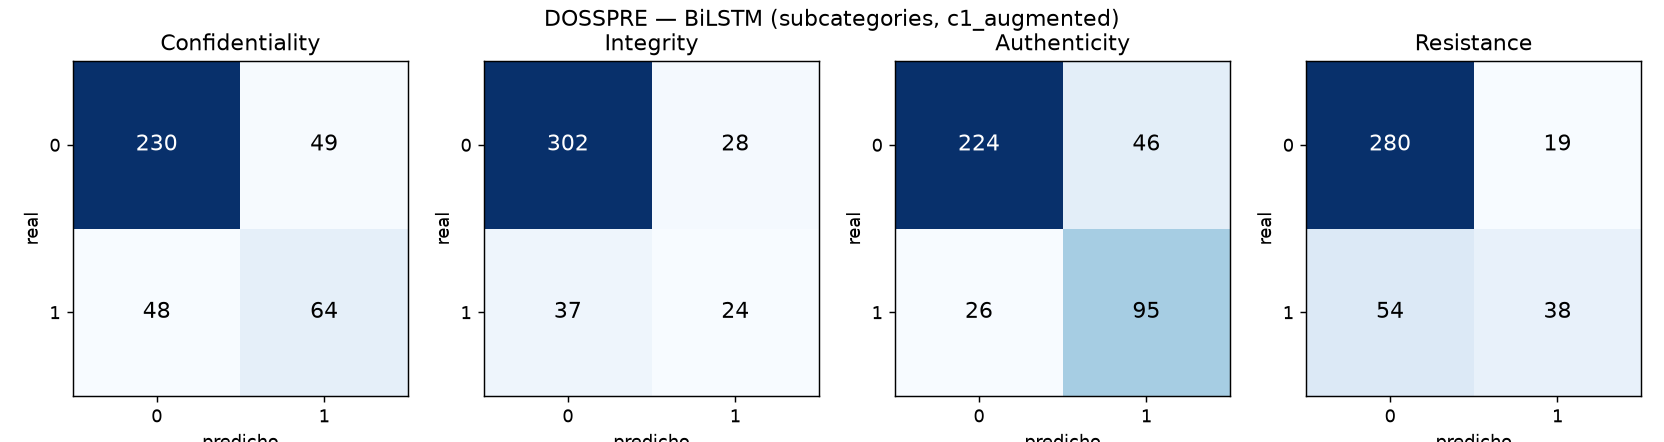 DOSSPRE — BiLSTM (subcategories, c1_augmented)
Confidentiality
0 230 49
real
1 48 64
0 1
predicho
Integrity
0 302 28
real
1 37 24
0 1
predicho
Authenticity
0 224 46
real
1 26 95
0 1
predicho
Resistance
0 280 19
real
1 54 38
0 1
predicho